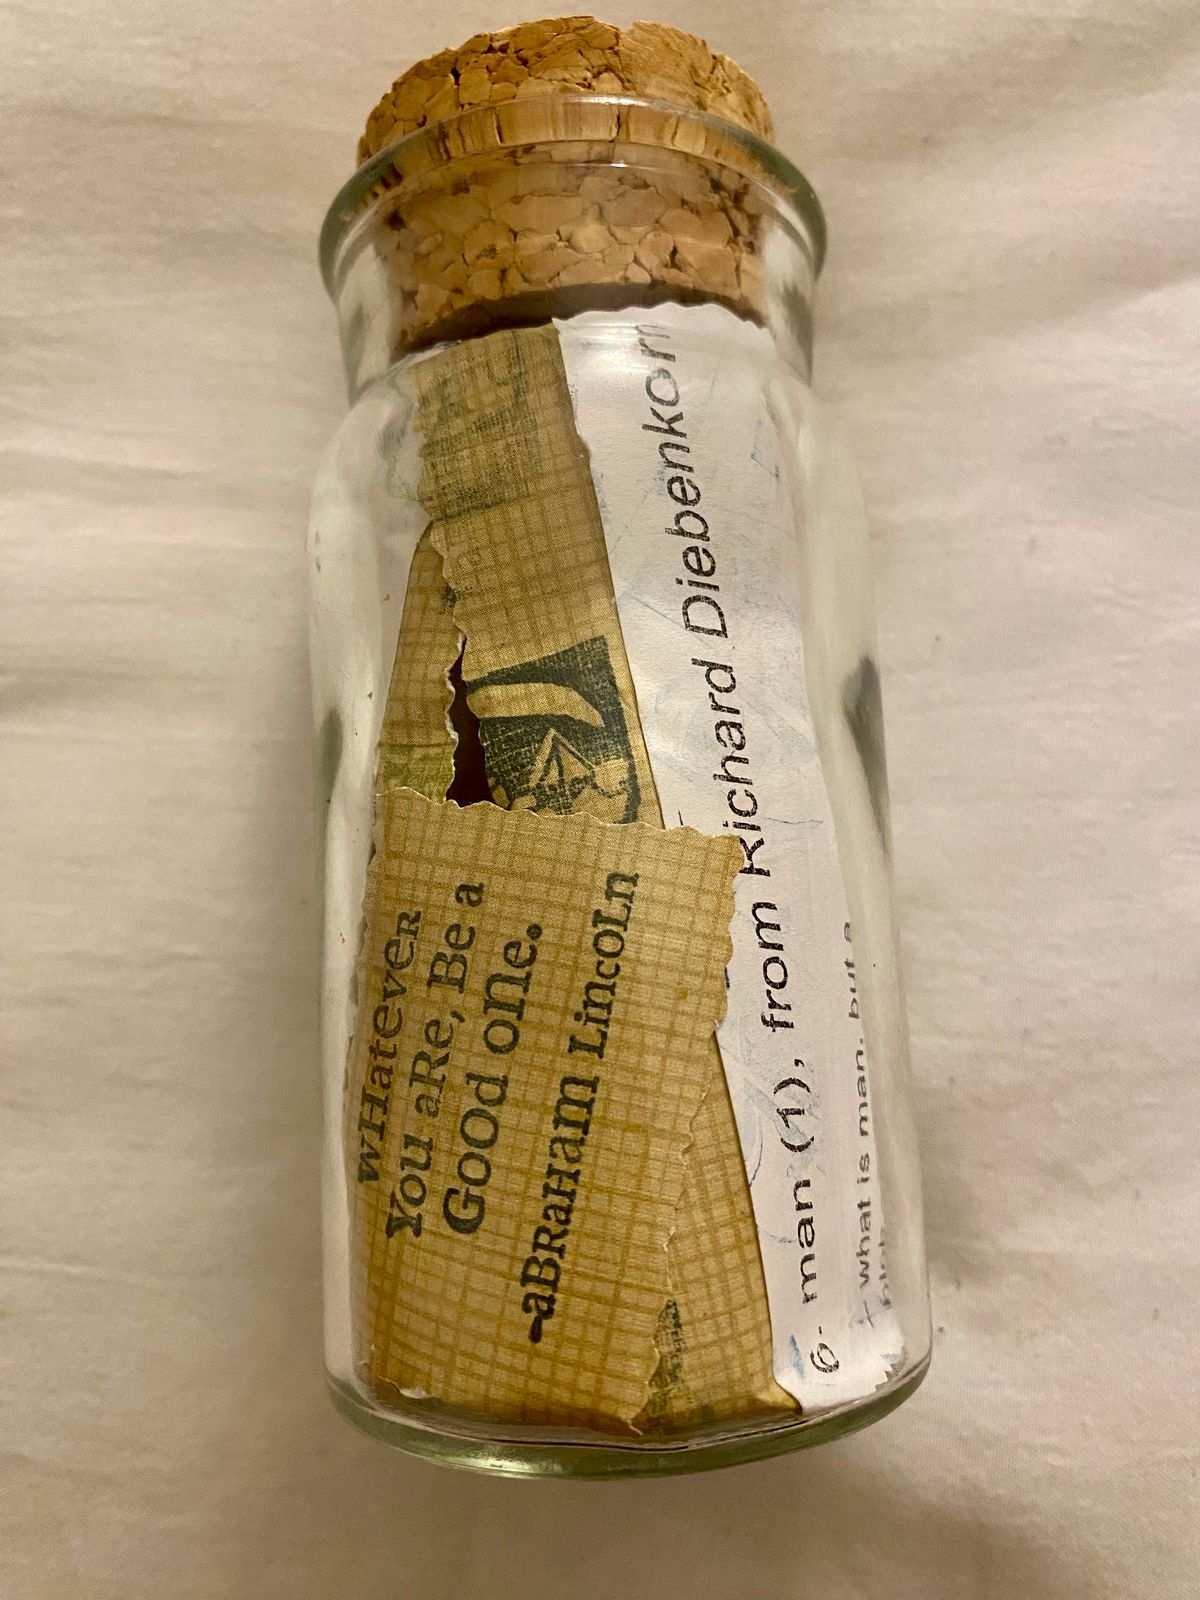 wHatever
You aRe, Be a
Good one.
-aBRaHam LincoLn
6. man (1), from Richard Diebenkorn
what is man, but a